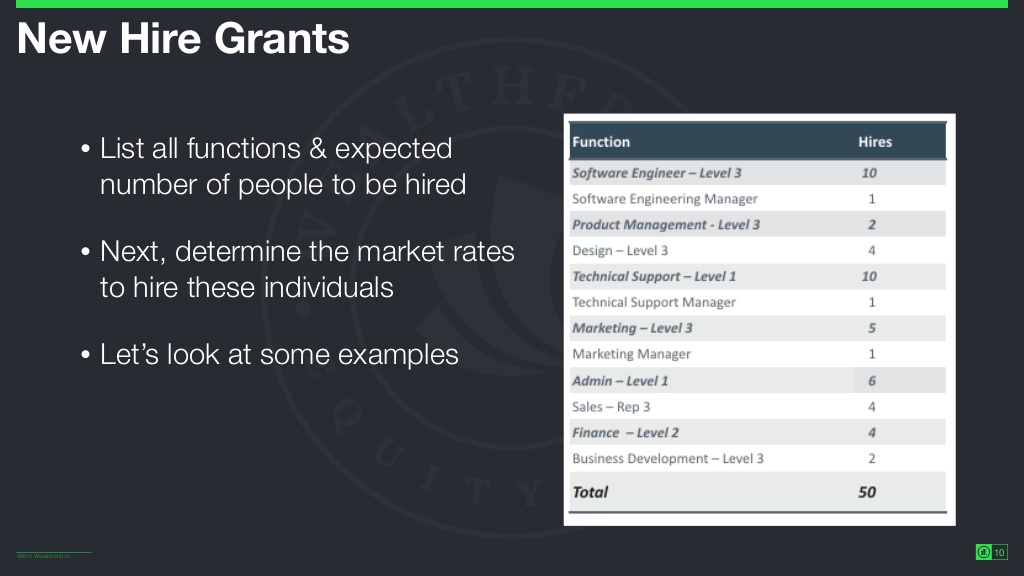 New Hire Grants
• List all functions & expected
number of people to be hired
• Next, determine the market rates
to hire these individuals
• Let’s look at some examples
Function Hires
Software Engineer – Level 3 10
Software Engineering Manager 1
Product Management - Level 3 2
Design – Level 3 4
Technical Support – Level 1 10
Technical Support Manager 1
Marketing – Level 3 5
Marketing Manager 1
Admin – Level 1 6
Sales – Rep 3 4
Finance – Level 2 4
Business Development – Level 3 2
Total 50
10